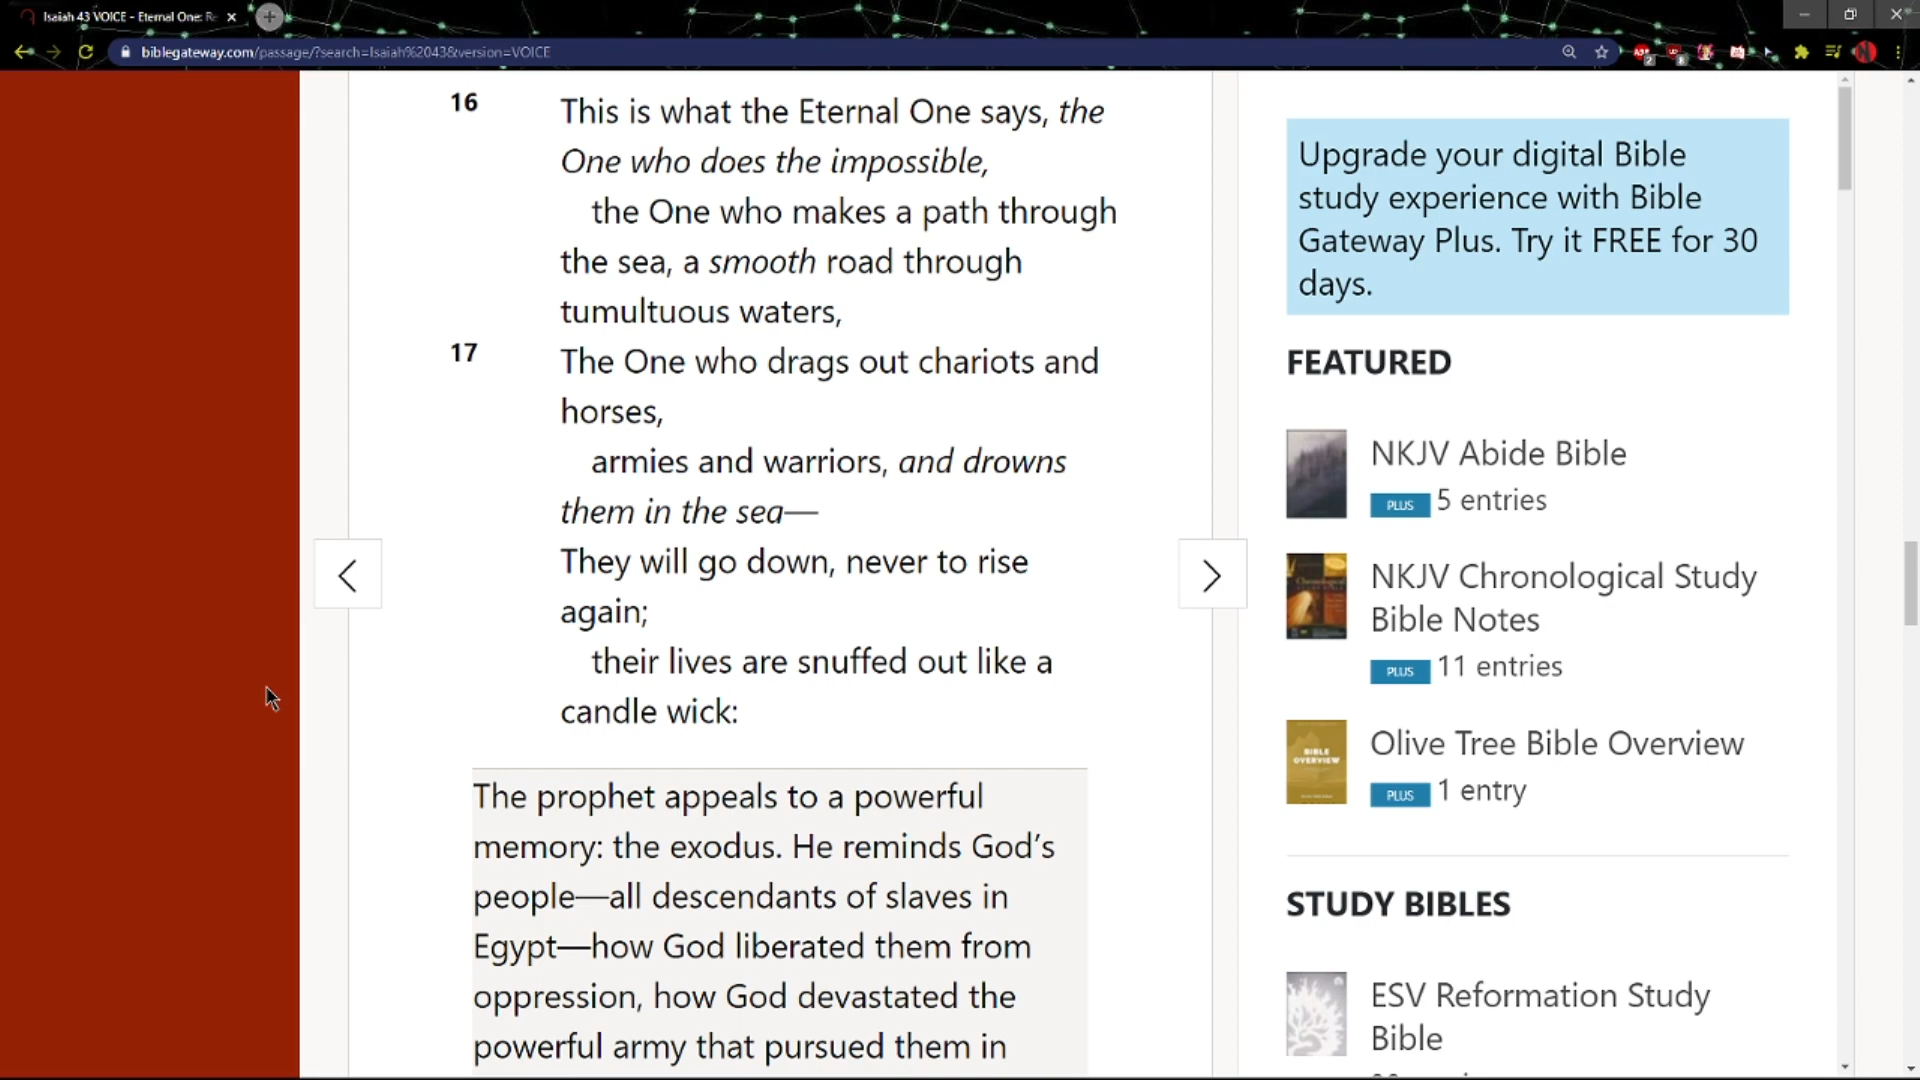 Isaiah 43 VOICE - Eternal One: Re
biblegateway.com/passage/?search=Isaiah%2043&version=VOICE
16
This is what the Eternal One says, the
One who does the impossible,
the One who makes a path through
the sea, a smooth road through
tumultuous waters,
17
The One who drags out chariots and
horses,
armies and warriors, and drowns
them in the sea—
They will go down, never to rise
again;
their lives are snuffed out like a
candle wick:
The prophet appeals to a powerful
memory: the exodus. He reminds God’s
people—all descendants of slaves in
Egypt—how God liberated them from
oppression, how God devastated the
powerful army that pursued them in
Upgrade your digital Bible
study experience with Bible
Gateway Plus. Try it FREE for 30
days.
FEATURED
NKJV Abide Bible
PLUS 5 entries
NKJV Chronological Study
Bible Notes
PLUS 11 entries
BIBLE
OVERVIEW
Olive Tree Bible Overview
PLUS 1 entry
STUDY BIBLES
ESV Reformation Study
Bible